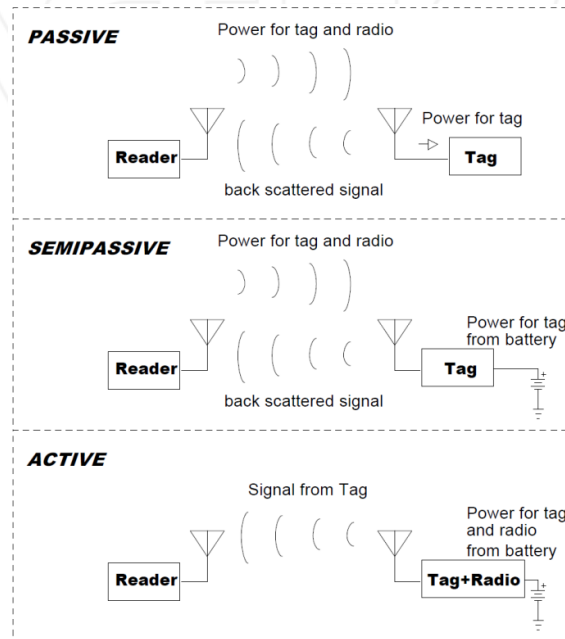 PASSIVE
Power for tag and radio
Power for tag
Reader
Tag
back scattered signal
SEMIPASSIVE
Power for tag and radio
Power for tag
from battery
Reader
Tag
+
back scattered signal
ACTIVE
Signal from Tag
Power for tag
and radio
from battery
Reader
Tag+Radio
+